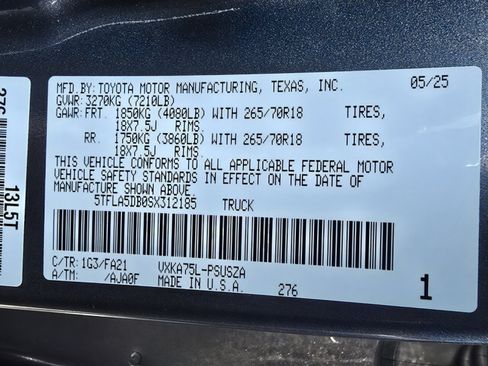 MFD.BY:TOYOTA MOTOR MANUFACTURING, TEXAS, INC. 05/25
GVWR:3270KG (7210LB)
GAWR:FRT. 1850KG (4080LB) WITH 265/70R18 TIRES,
18X7.5J RIMS.
RR. 1750KG (3860LB) WITH 265/70R18 TIRES,
18X7.5J RIMS.
THIS VEHICLE CONFORMS TO ALL APPLICABLE FEDERAL MOTOR
VEHICLE SAFETY STANDARDS IN EFFECT ON THE DATE OF
MANUFACTURE SHOWN ABOVE.
5TFLA5DB0SX312185 TRUCK
C/TR:1G3/FA21 VXKA75L-PSUSZA
A/TM: /AJA0F MADE IN U.S.A. 276 1
13L5T